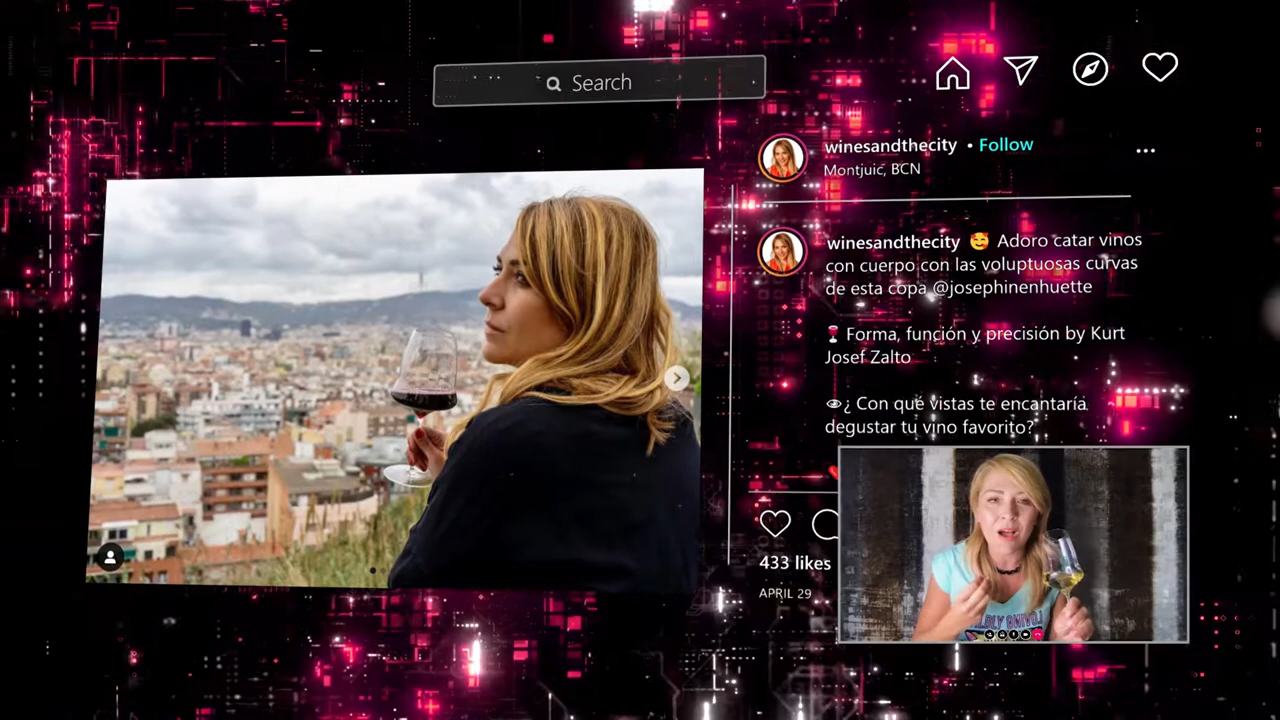 Search
winesandthecity • Follow
Montjuic, BCN
winesandthecity 🥰 Adoro catar vinos
con cuerpo con las voluptuosas curvas
de esta copa @josephinenhuette
🍷 Forma, función y precisión by Kurt
Josef Zalto
👁¿ Con qué vistas te encantaría
degustar tu vino favorito?
433 likes
APRIL 29